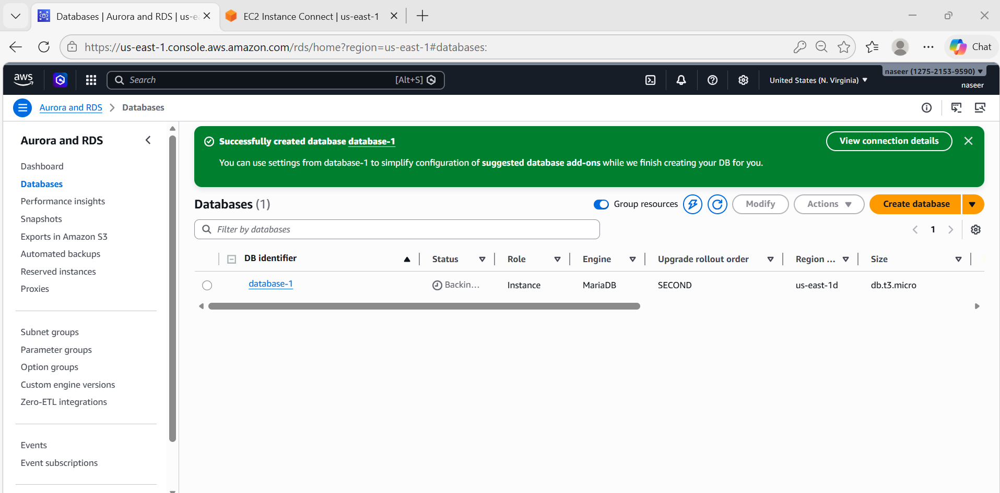 Databases | Aurora and RDS | us-ea
EC2 Instance Connect | us-east-1
https://us-east-1.console.aws.amazon.com/rds/home?region=us-east-1#databases:
Chat
aws
Search
[Alt+S]
United States (N. Virginia)
naseer (1275-2153-9590)
naseer
Aurora and RDS
Databases
Aurora and RDS
Dashboard
Databases
Performance insights
Snapshots
Exports in Amazon S3
Automated backups
Reserved instances
Proxies
Subnet groups
Parameter groups
Option groups
Custom engine versions
Zero-ETL integrations
Events
Event subscriptions
Successfully created database database-1
View connection details
You can use settings from database-1 to simplify configuration of suggested database add-ons while we finish creating your DB for you.
Databases (1)
Group resources
Modify
Actions
Create database
Filter by databases
1
DB identifier
Status
Role
Engine
Upgrade rollout order
Region ...
Size
database-1
Backin...
Instance
MariaDB
SECOND
us-east-1d
db.t3.micro